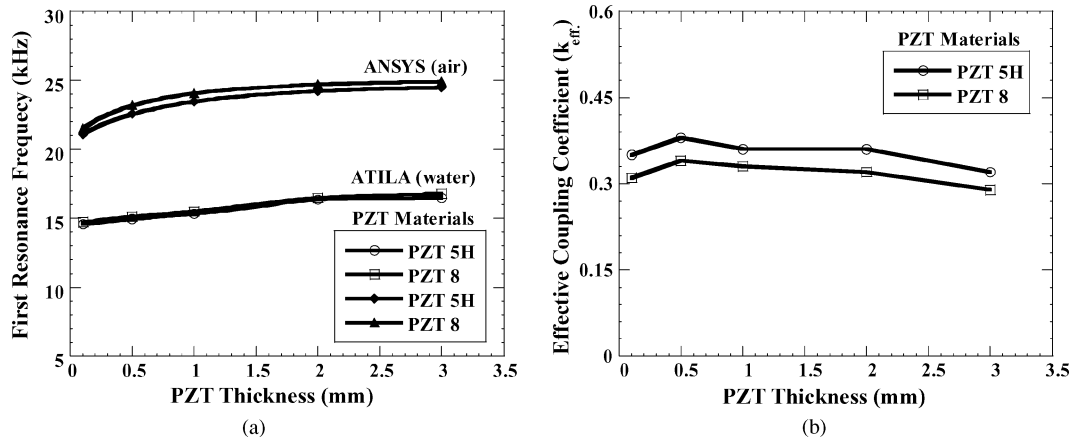 30
25
20
15
10
5
First Resonance Frequecy (kHz)
ANSYS (air)
ATILA (water)
PZT Materials
PZT 5H
PZT 8
PZT 5H
PZT 8
0 0.5 1 1.5 2 2.5 3 3.5
PZT Thickness (mm)
(a)
0.6
0.45
0.3
0.15
0
Effective Coupling Coefficient (keff.)
PZT Materials
PZT 5H
PZT 8
0 0.5 1 1.5 2 2.5 3 3.5
PZT Thickness (mm)
(b)